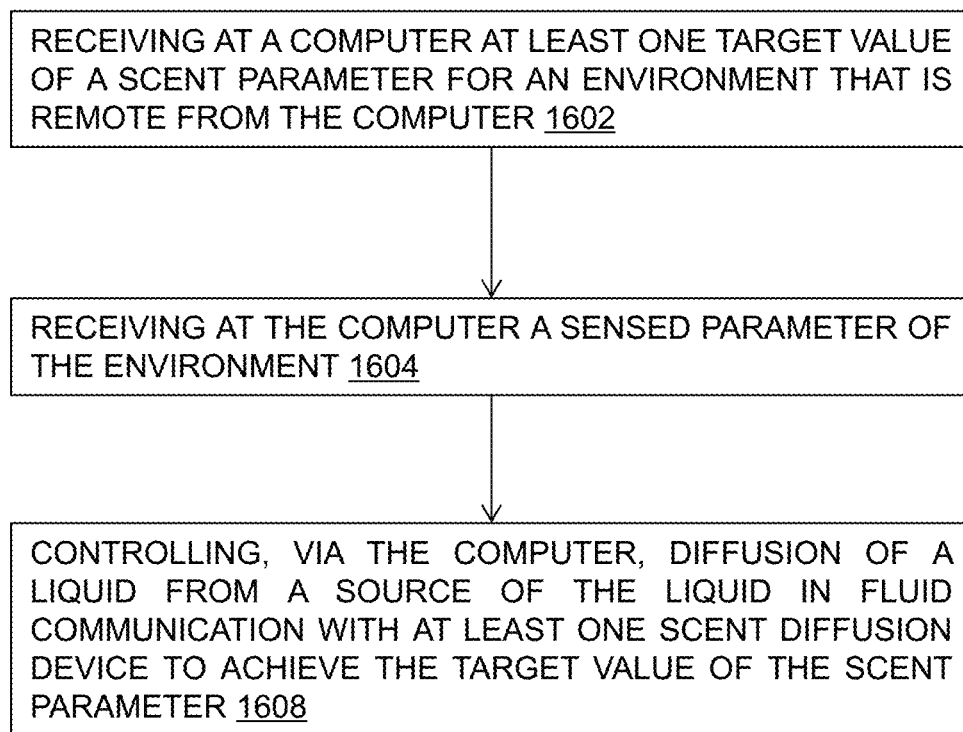 RECEIVING AT A COMPUTER AT LEAST ONE TARGET VALUE
OF A SCENT PARAMETER FOR AN ENVIRONMENT THAT IS
REMOTE FROM THE COMPUTER 1602
RECEIVING AT THE COMPUTER A SENSED PARAMETER OF
THE ENVIRONMENT 1604
CONTROLLING, VIA THE COMPUTER, DIFFUSION OF A
LIQUID FROM A SOURCE OF THE LIQUID IN FLUID
COMMUNICATION WITH AT LEAST ONE SCENT DIFFUSION
DEVICE TO ACHIEVE THE TARGET VALUE OF THE SCENT
PARAMETER 1608